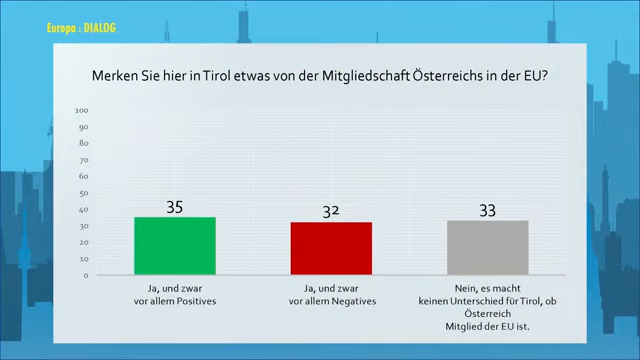 Europa : DIALOG
Merken Sie hier in Tirol etwas von der Mitgliedschaft Österreichs in der EU?
100
90
80
70
60
50
40
30
20
10
0
35
32
33
Ja, und zwar
vor allem Positives
Ja, und zwar
vor allem Negatives
Nein, es macht
keinen Unterschied für Tirol, ob
Österreich
Mitglied der EU ist.